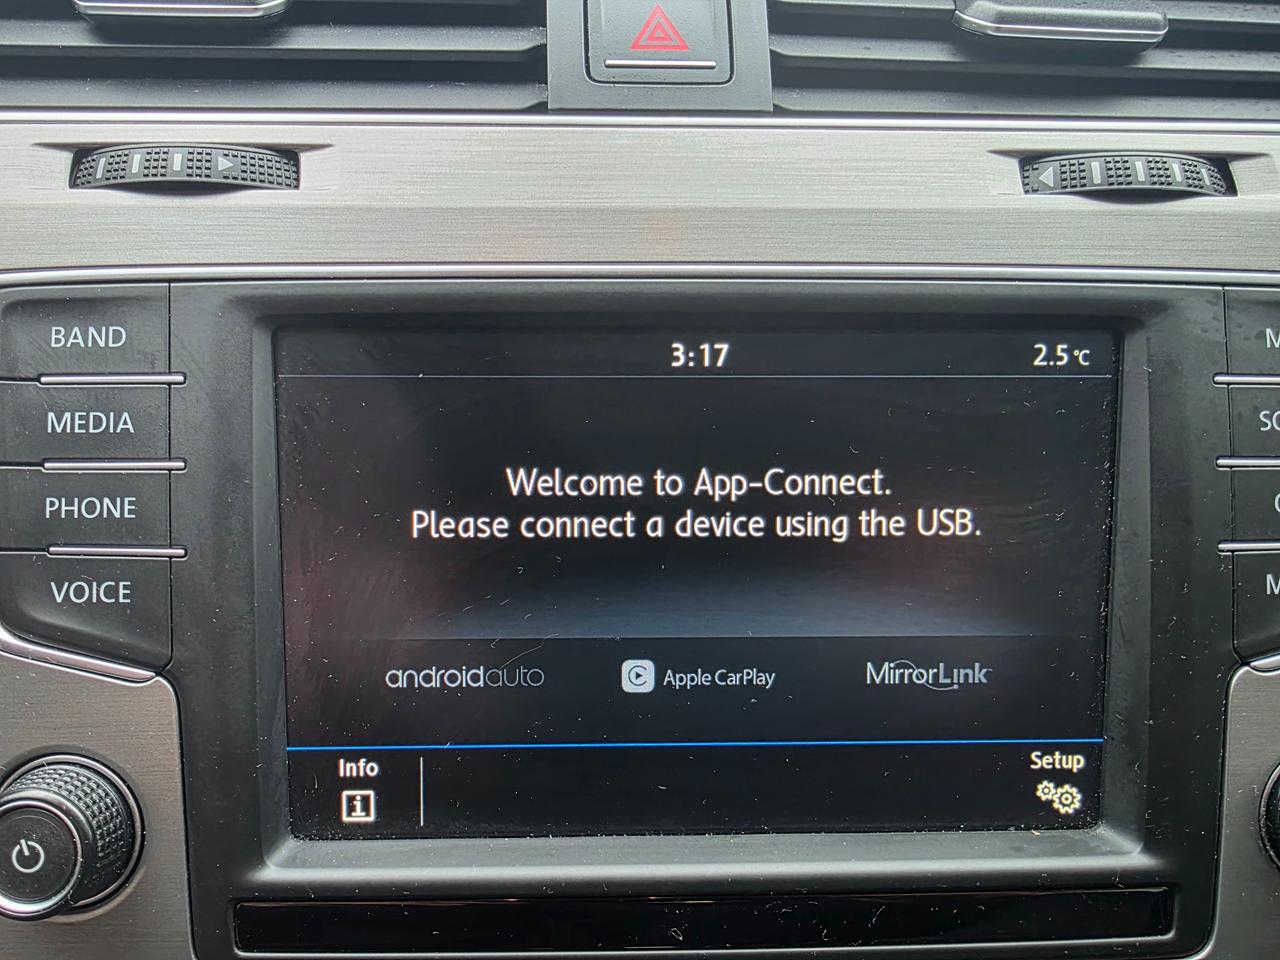 BAND
MEDIA
PHONE
VOICE
3:17
2.5°C
Welcome to App-Connect.
Please connect a device using the USB.
androidauto
Apple CarPlay
MirrorLink™
Info
Setup